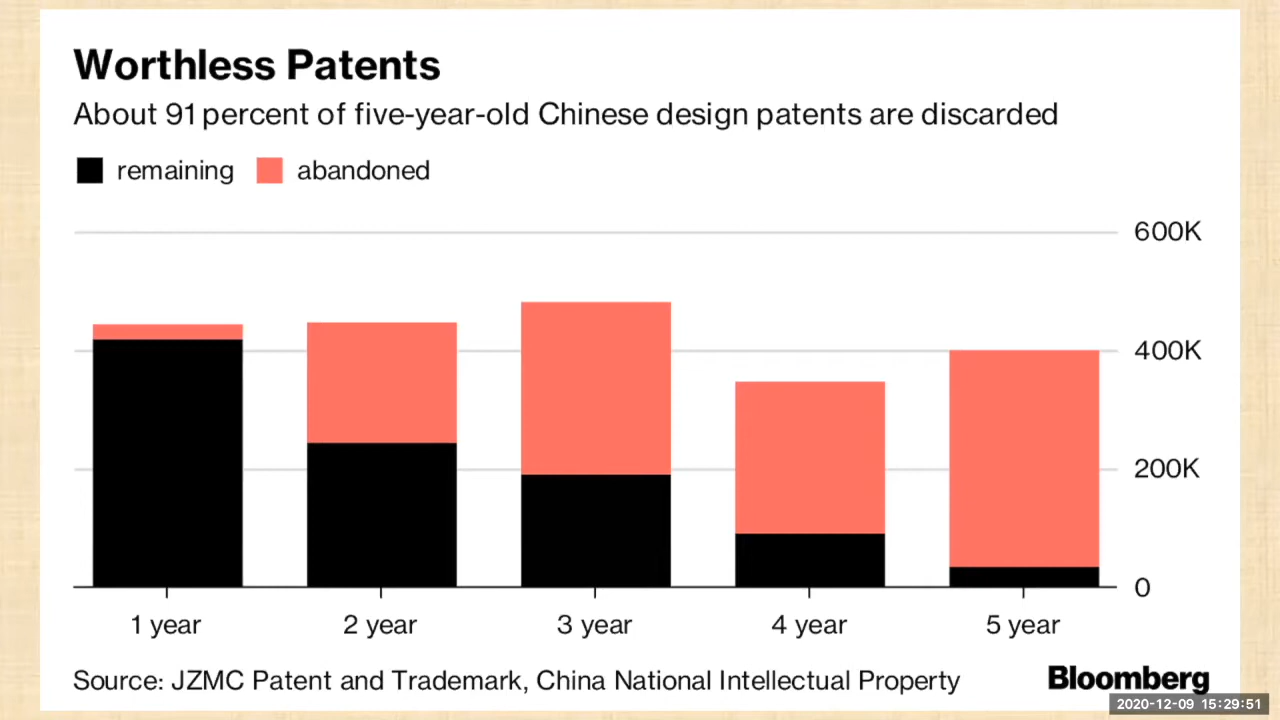 Worthless Patents
About 91 percent of five-year-old Chinese design patents are discarded
remaining abandoned
600K
400K
200K
0
1 year 2 year 3 year 4 year 5 year
Source: JZMC Patent and Trademark, China National Intellectual Property
Bloomberg
2020-12-09 15:29:51